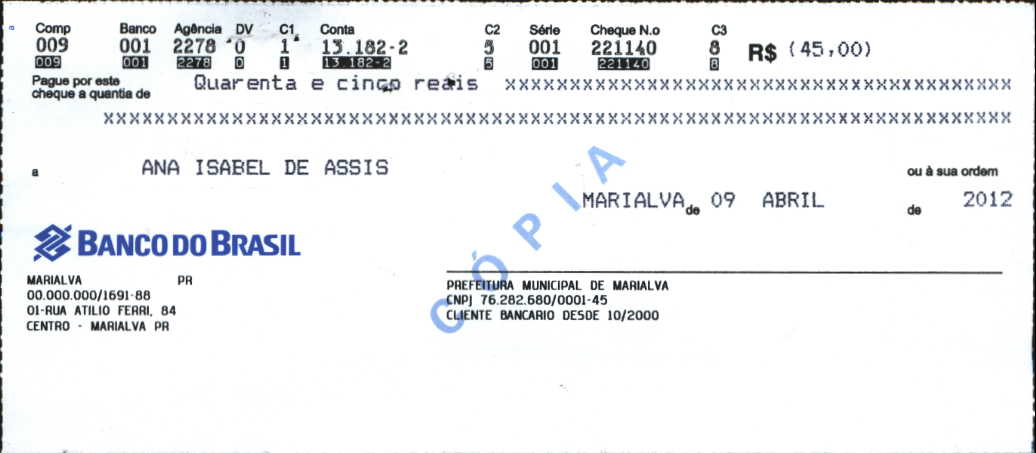 Comp Banco Agência DV C1 Conta C2 Série Cheque N.o C3
009 001 2278 0 1 13.182-2 5 001 221140 8 R$ (45,00)
009 001 2278 0 1 13.182-2 5 001 221140 8
Pague por este
cheque a quantia de Quarenta e cinco reais XXXXXXXXXXXXXXXXXXXXXXXXXXXXXXXXXXXXXXXX
XXXXXXXXXXXXXXXXXXXXXXXXXXXXXXXXXXXXXXXXXXXXXXXXXXXXXXXXXXXXXXXXXXXXXX
a ANA ISABEL DE ASSIS ou à sua ordem
MARIALVA de 09 ABRIL de 2012
CÓPIA
BANCO DO BRASIL
MARIALVA PR
00.000.000/1691-88
01-RUA ATILIO FERRI, 84
CENTRO - MARIALVA PR
PREFEITURA MUNICIPAL DE MARIALVA
CNPJ 76.282.680/0001-45
CLIENTE BANCARIO DESDE 10/2000